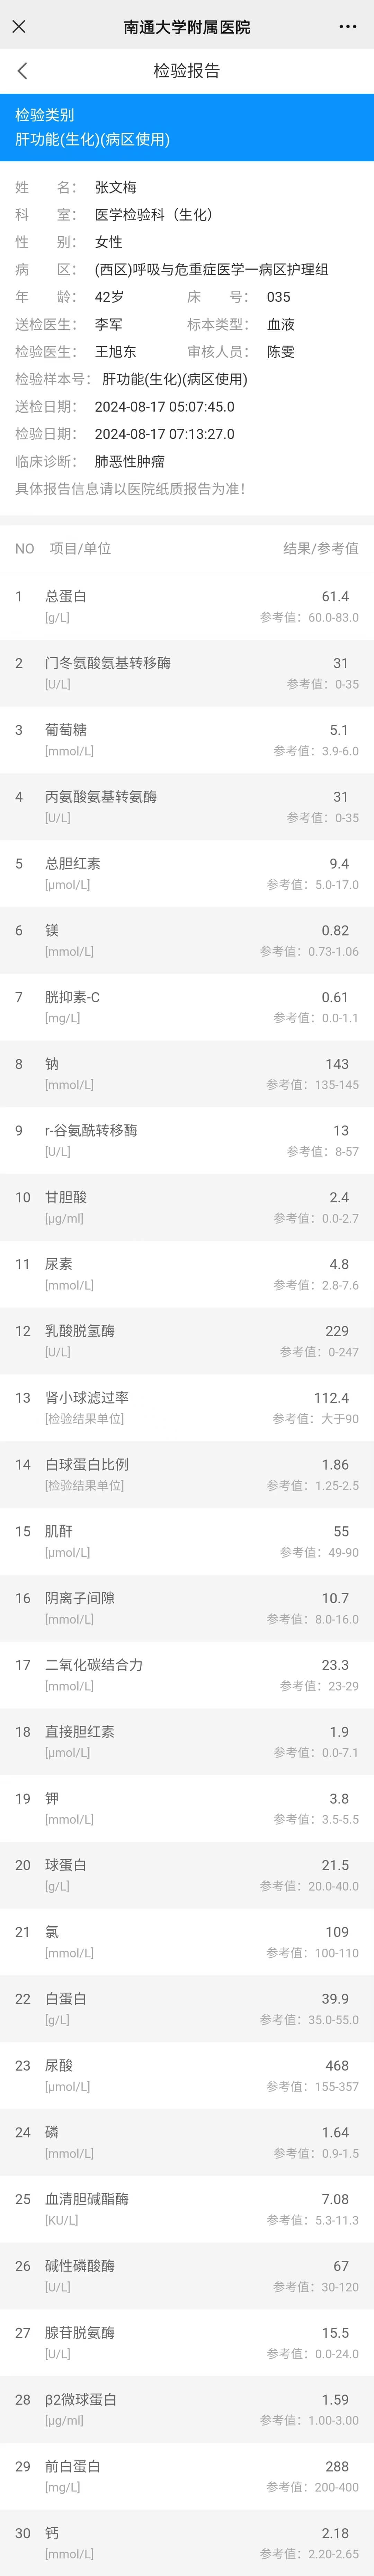 南通大学附属医院
检验报告
检验类别
肝功能(生化)(病区使用)
姓 名： 张文梅
科 室： 医学检验科（生化）
性 别： 女性
病 区： (西区)呼吸与危重症医学一病区护理组
年 龄： 42岁 床 号： 035
送检医生： 李军 标本类型： 血液
检验医生： 王旭东 审核人员： 陈雯
检验样本号： 肝功能(生化)(病区使用)
送检日期： 2024-08-17 05:07:45.0
检验日期： 2024-08-17 07:13:27.0
临床诊断： 肺恶性肿瘤
具体报告信息请以医院纸质报告为准！
NO 项目/单位 结果/参考值
1 总蛋白 61.4
[g/L] 参考值：60.0-83.0
2 门冬氨酸氨基转移酶 31
[U/L] 参考值：0-35
3 葡萄糖 5.1
[mmol/L] 参考值：3.9-6.0
4 丙氨酸氨基转氨酶 31
[U/L] 参考值：0-35
5 总胆红素 9.4
[μmol/L] 参考值：5.0-17.0
6 镁 0.82
[mmol/L] 参考值：0.73-1.06
7 胱抑素-C 0.61
[mg/L] 参考值：0.0-1.1
8 钠 143
[mmol/L] 参考值：135-145
9 r-谷氨酰转移酶 13
[U/L] 参考值：8-57
10 甘胆酸 2.4
[μg/ml] 参考值：0.0-2.7
11 尿素 4.8
[mmol/L] 参考值：2.8-7.6
12 乳酸脱氢酶 229
[U/L] 参考值：0-247
13 肾小球滤过率 112.4
[检验结果单位] 参考值：大于90
14 白球蛋白比例 1.86
[检验结果单位] 参考值：1.25-2.5
15 肌酐 55
[μmol/L] 参考值：49-90
16 阴离子间隙 10.7
[mmol/L] 参考值：8.0-16.0
17 二氧化碳结合力 23.3
[mmol/L] 参考值：23-29
18 直接胆红素 1.9
[μmol/L] 参考值：0.0-7.1
19 钾 3.8
[mmol/L] 参考值：3.5-5.5
20 球蛋白 21.5
[g/L] 参考值：20.0-40.0
21 氯 109
[mmol/L] 参考值：100-110
22 白蛋白 39.9
[g/L] 参考值：35.0-55.0
23 尿酸 468
[μmol/L] 参考值：155-357
24 磷 1.64
[mmol/L] 参考值：0.9-1.5
25 血清胆碱酯酶 7.08
[KU/L] 参考值：5.3-11.3
26 碱性磷酸酶 67
[U/L] 参考值：30-120
27 腺苷脱氨酶 15.5
[U/L] 参考值：0.0-24.0
28 β2微球蛋白 1.59
[μg/ml] 参考值：1.00-3.00
29 前白蛋白 288
[mg/L] 参考值：200-400
30 钙 2.18
[mmol/L] 参考值：2.20-2.65